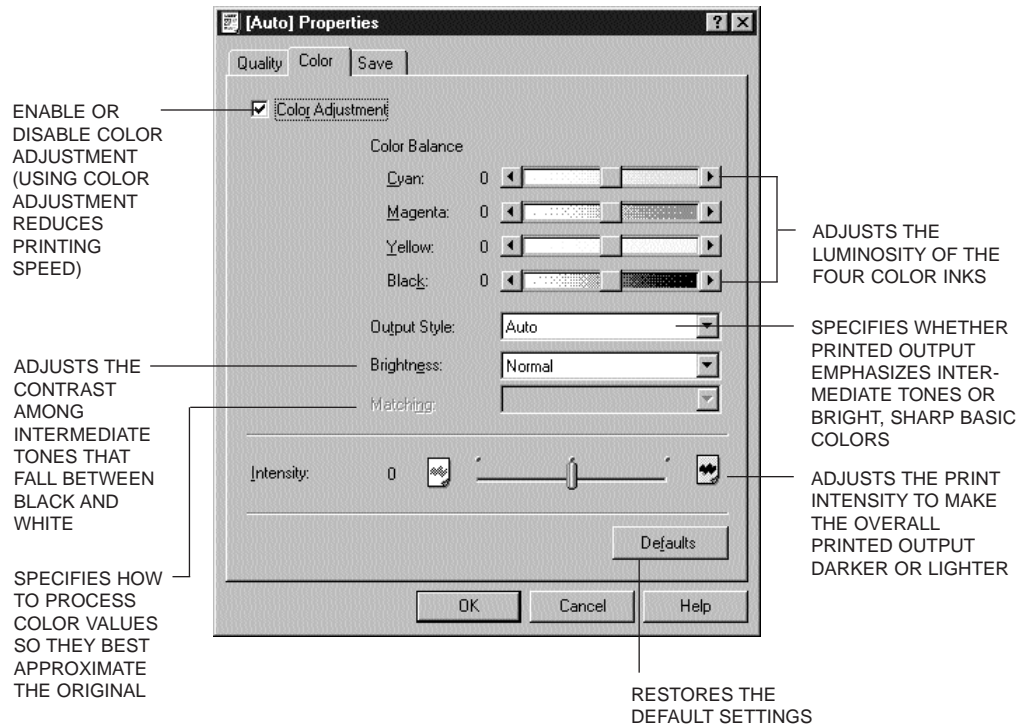 [Auto] Properties
Quality
Color
Save
Color Adjustment
Color Balance
Cyan: 0
Magenta: 0
Yellow: 0
Black: 0
Output Style: Auto
Brightness: Normal
Matching:
Intensity: 0
Defaults
OK
Cancel
Help
ENABLE OR
DISABLE COLOR
ADJUSTMENT
(USING COLOR
ADJUSTMENT
REDUCES
PRINTING
SPEED)
ADJUSTS THE
CONTRAST
AMONG
INTERMEDIATE
TONES THAT
FALL BETWEEN
BLACK AND
WHITE
SPECIFIES HOW
TO PROCESS
COLOR VALUES
SO THEY BEST
APPROXIMATE
THE ORIGINAL
ADJUSTS THE
LUMINOSITY OF THE
FOUR COLOR INKS
SPECIFIES WHETHER
PRINTED OUTPUT
EMPHASIZES INTER-
MEDIATE TONES OR
BRIGHT, SHARP BASIC
COLORS
ADJUSTS THE PRINT
INTENSITY TO MAKE
THE OVERALL
PRINTED OUTPUT
DARKER OR LIGHTER
RESTORES THE
DEFAULT SETTINGS